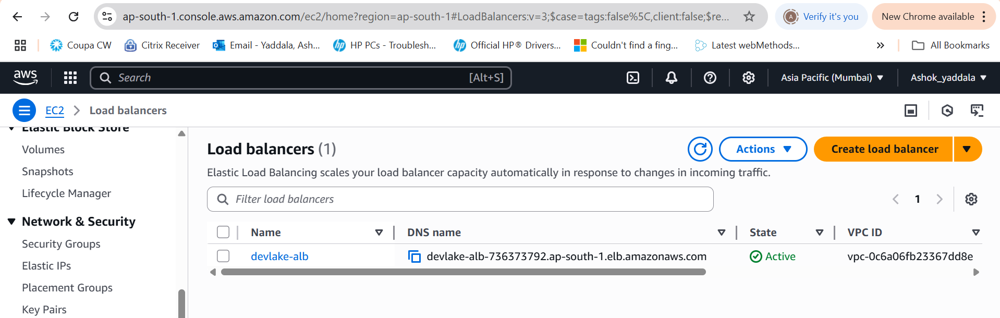 ap-south-1.console.aws.amazon.com/ec2/home?region=ap-south-1#LoadBalancers:v=3;$case=tags:false%5C,client:false;$re...
A
Verify it's you
New Chrome available
Coupa CW
Citrix Receiver
Email - Yaddala, Ash...
hp
HP PCs - Troublesh...
hp
Official HP® Drivers...
Couldn't find a fing...
Latest webMethods...
All Bookmarks
aws
Search
[Alt+S]
Asia Pacific (Mumbai)
Ashok_yaddala
EC2
Load balancers
Elastic Block Store
Volumes
Snapshots
Lifecycle Manager
Network & Security
Security Groups
Elastic IPs
Placement Groups
Key Pairs
Load balancers (1)
Actions
Create load balancer
Elastic Load Balancing scales your load balancer capacity automatically in response to changes in incoming traffic.
Filter load balancers
1
Name
DNS name
State
VPC ID
devlake-alb
devlake-alb-736373792.ap-south-1.elb.amazonaws.com
Active
vpc-0c6a06fb23367dd8e